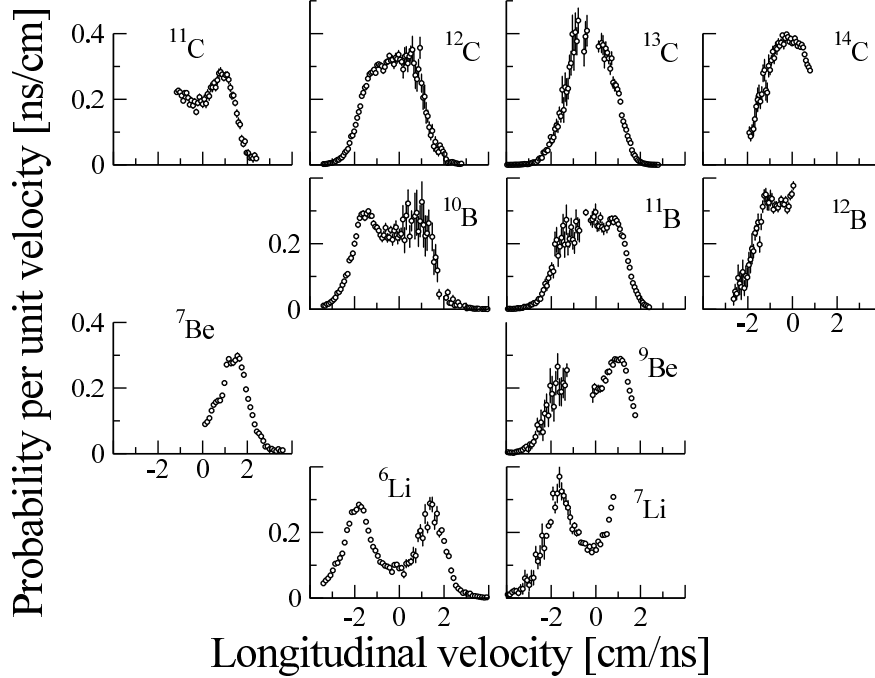 Probability per unit velocity [ns/cm]
0.4
0.2
0
¹¹C
¹²C
¹³C
¹⁴C
0.2
0
¹⁰B
¹¹B
¹²B
-2 0 2
0.4
0.2
0
⁷Be
-2 0 2
⁹Be
0.2
0
⁶Li
⁷Li
-2 0 2
-2 0 2
Longitudinal velocity [cm/ns]